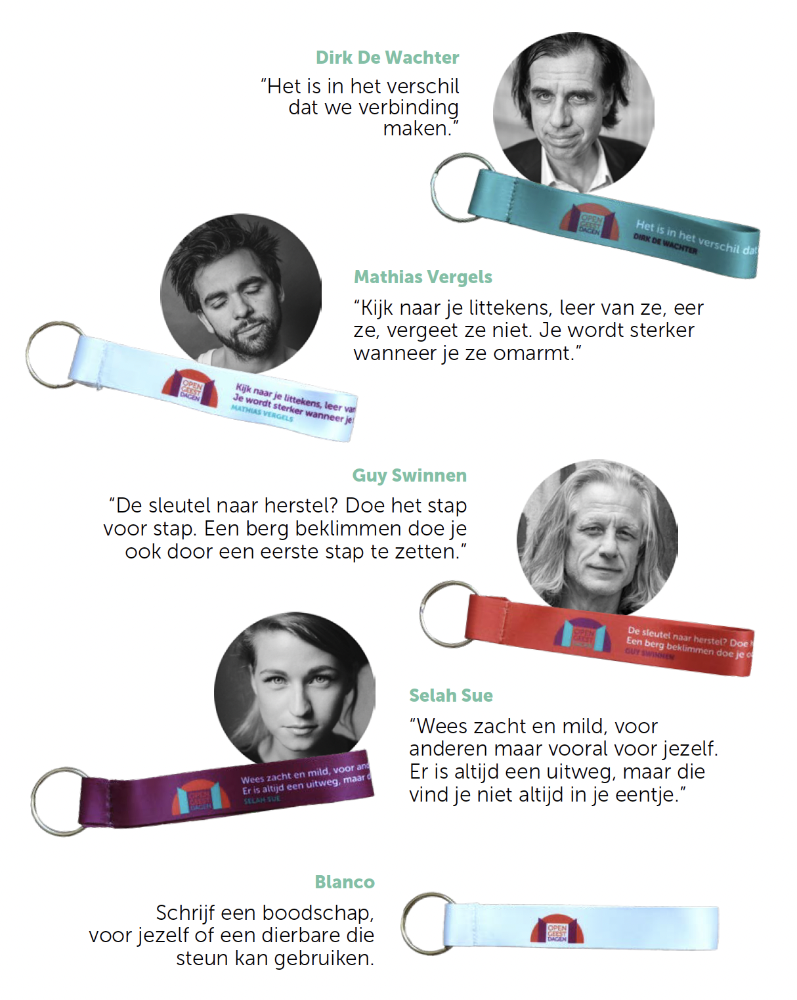 Dirk De Wachter
“Het is in het verschil
dat we verbinding
maken.”
OPEN
GEEST
DAGEN
Het is in het verschil dat
DIRK DE WACHTER
Mathias Vergels
“Kijk naar je littekens, leer van ze, eer
ze, vergeet ze niet. Je wordt sterker
wanneer je ze omarmt.”
OPEN
GEEST
DAGEN
Kijk naar je littekens, leer van
Je wordt sterker wanneer je
MATHIAS VERGELS
Guy Swinnen
“De sleutel naar herstel? Doe het stap
voor stap. Een berg beklimmen doe je
ook door een eerste stap te zetten.”
OPEN
GEEST
DAGEN
De sleutel naar herstel? Doe
Een berg beklimmen doe je
GUY SWINNEN
Selah Sue
“Wees zacht en mild, voor
anderen maar vooral voor jezelf.
Er is altijd een uitweg, maar die
vind je niet altijd in je eentje.”
OPEN
GEEST
DAGEN
Wees zacht en mild, voor
Er is altijd een uitweg, maar
SELAH SUE
Blanco
Schrijf een boodschap,
voor jezelf of een dierbare die
steun kan gebruiken.
OPEN
GEEST
DAGEN